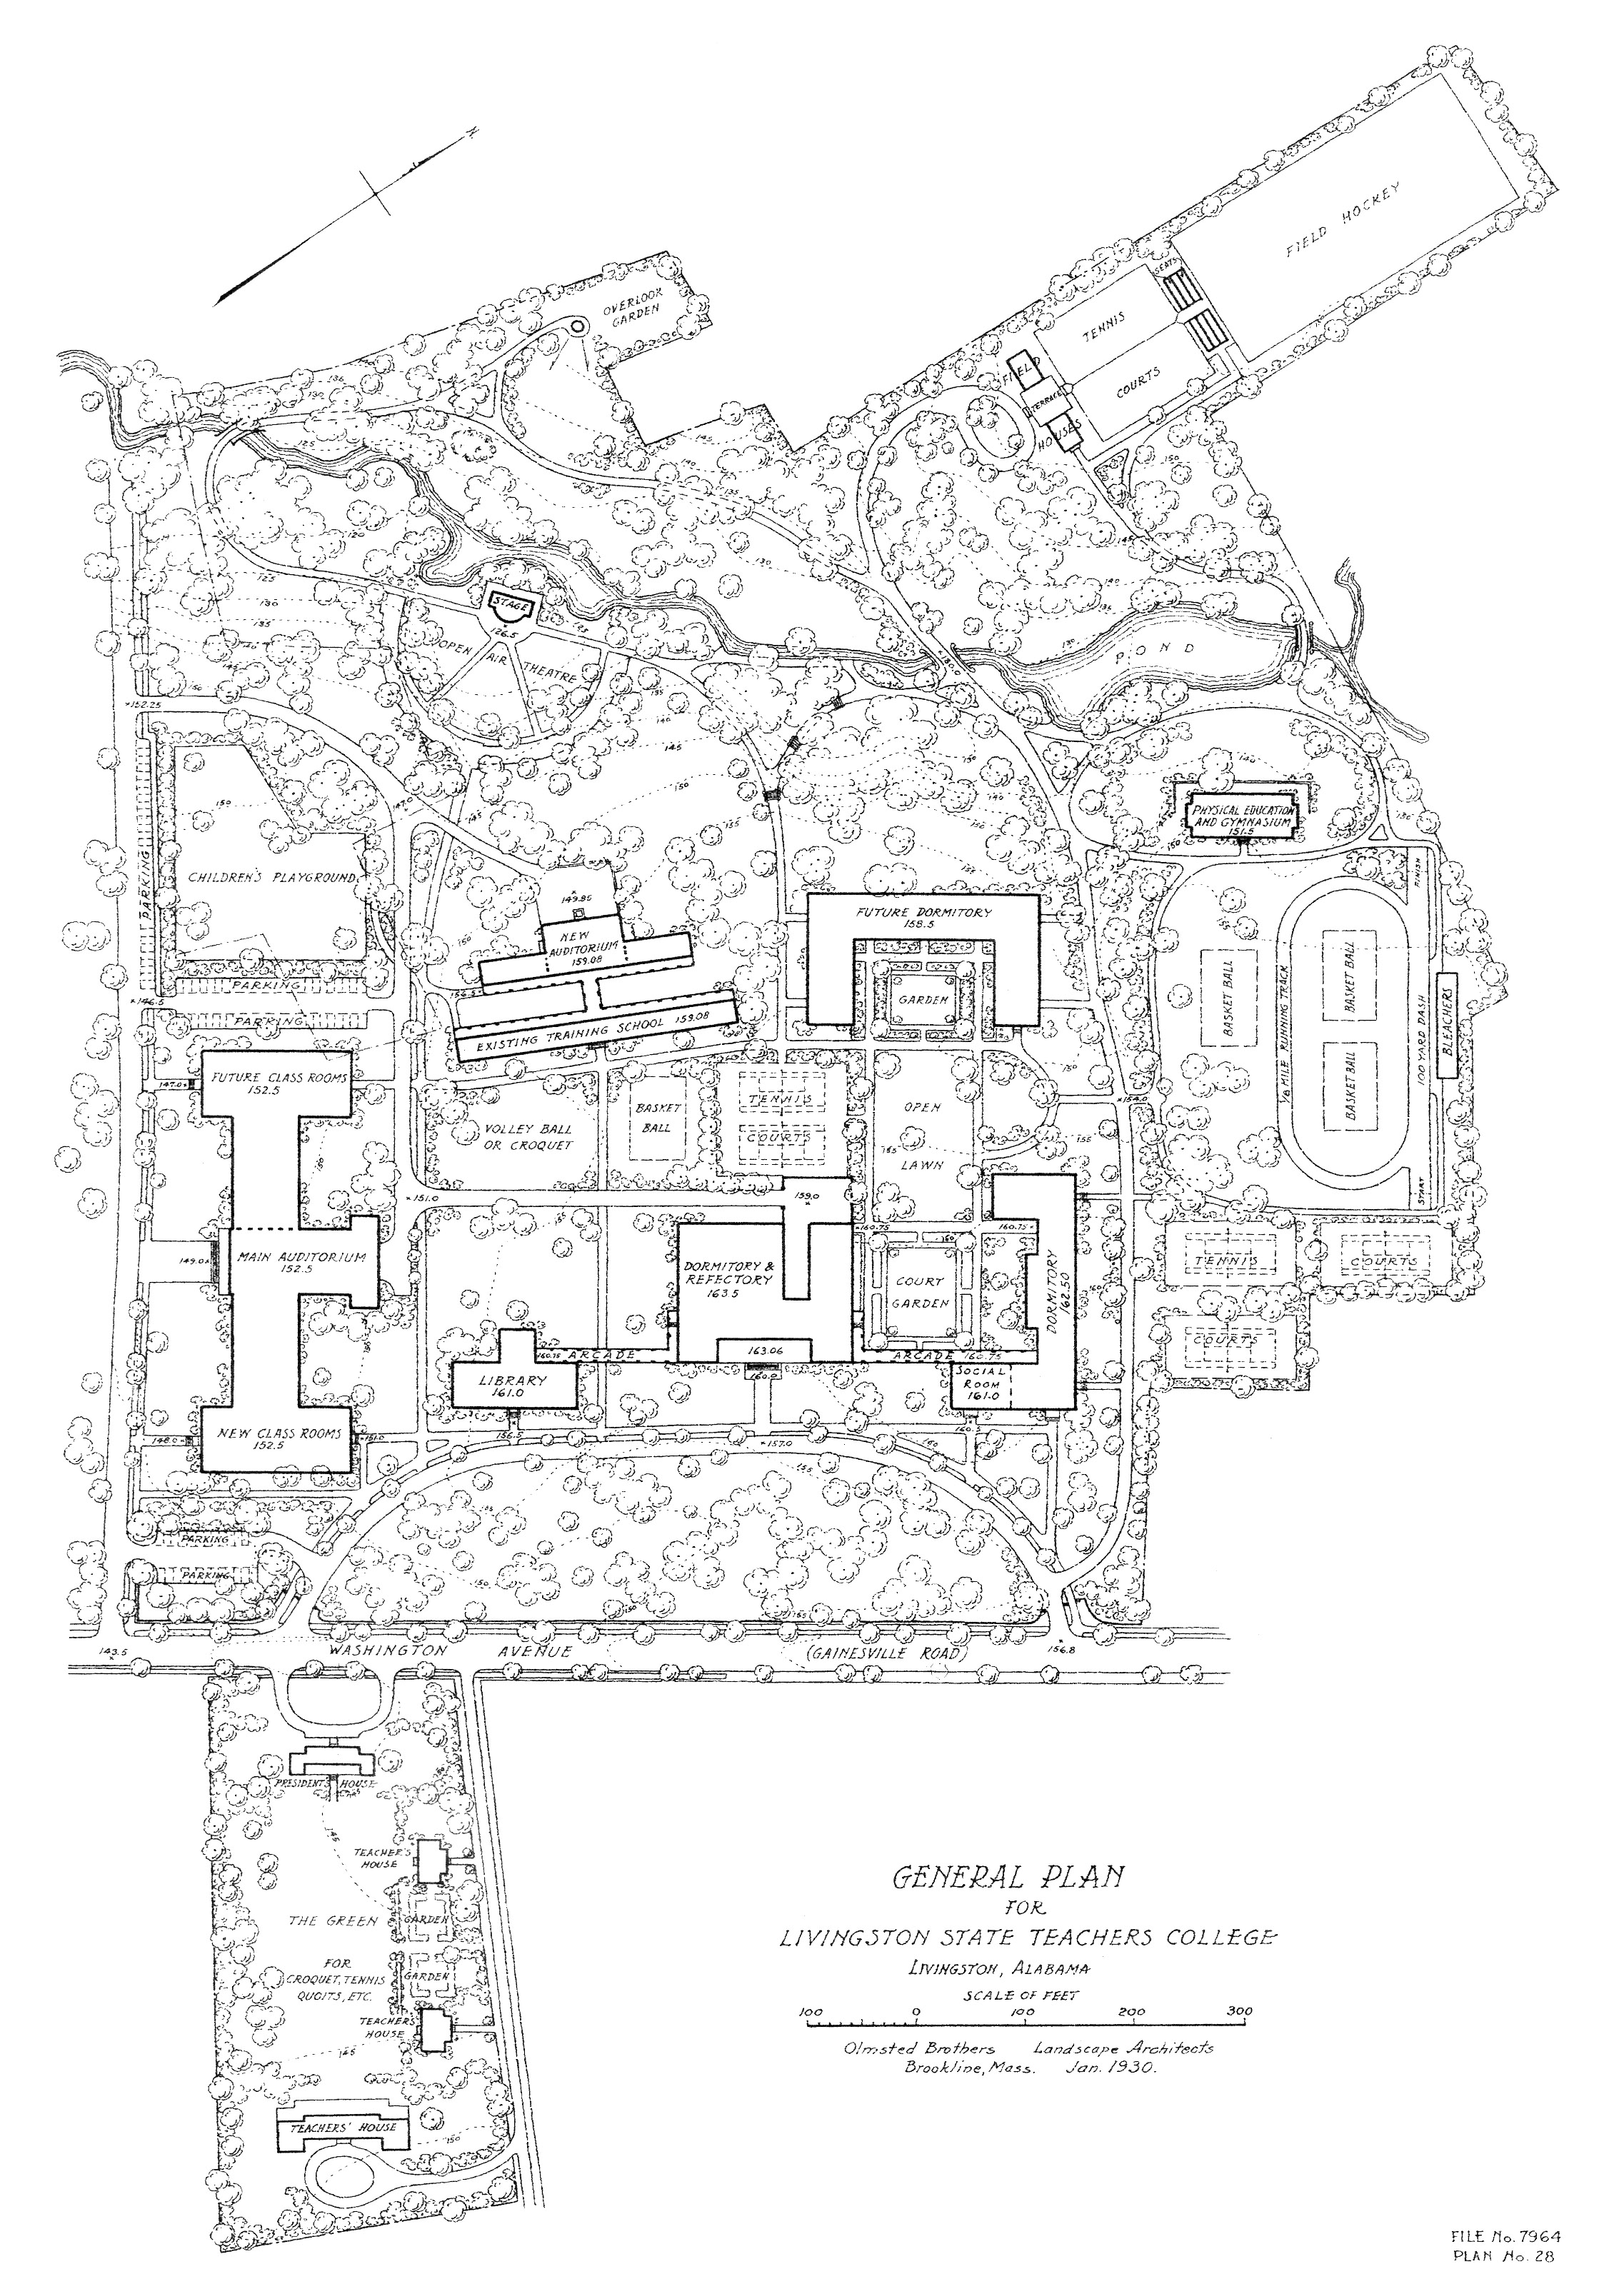 N
FIELD HOCKEY
SEATS
OVERLOOK
GARDEN
TENNIS
COURTS
FIELD
TERRACE
HOUSES
STAGE
126.5
OPEN AIR THEATRE
POND
152.25
PHYSICAL EDUCATION
AND GYMNASIUM
151.5
PARKING
CHILDREN'S PLAYGROUND
149.85
NEW
AUDITORIUM
159.08
FUTURE DORMITORY
158.5
GARDEN
FINISH
BASKET BALL
BASKET BALL
BASKET BALL
1/8 MILE RUNNING TRACK
100 YARD DASH
BLEACHERS
START
146.5
PARKING
PARKING
EXISTING TRAINING SCHOOL 159.08
FUTURE CLASS ROOMS
152.5
147.0
VOLLEY BALL
OR CROQUET
BASKET
BALL
TENNIS
COURTS
OPEN
LAWN
151.0
159.0
160.75
160.75
149.0
MAIN AUDITORIUM
152.5
DORMITORY &
REFECTORY
163.5
COURT
GARDEN
DORMITORY
162.50
TENNIS
COURTS
COURTS
LIBRARY
161.0
160.75 ARCADE
163.06
ARCADE 160.75
SOCIAL
ROOM
161.0
NEW CLASS ROOMS
152.5
148.0
151.0
156.5
157.0
160.5
PARKING
PARKING
143.5
WASHINGTON AVENUE (GAINESVILLE ROAD)
156.8
PRESIDENT'S HOUSE
TEACHER'S
HOUSE
THE GREEN
GARDEN
FOR
CROQUET, TENNIS
QUOITS, ETC.
GARDEN
TEACHER'S
HOUSE
145
TEACHERS' HOUSE
150
GENERAL PLAN
FOR
LIVINGSTON STATE TEACHERS COLLEGE
LIVINGSTON, ALABAMA
SCALE OF FEET
100 0 100 200 300
Olmsted Brothers Landscape Architects
Brookline, Mass. Jan. 1930.
FILE No. 7964
PLAN No. 28